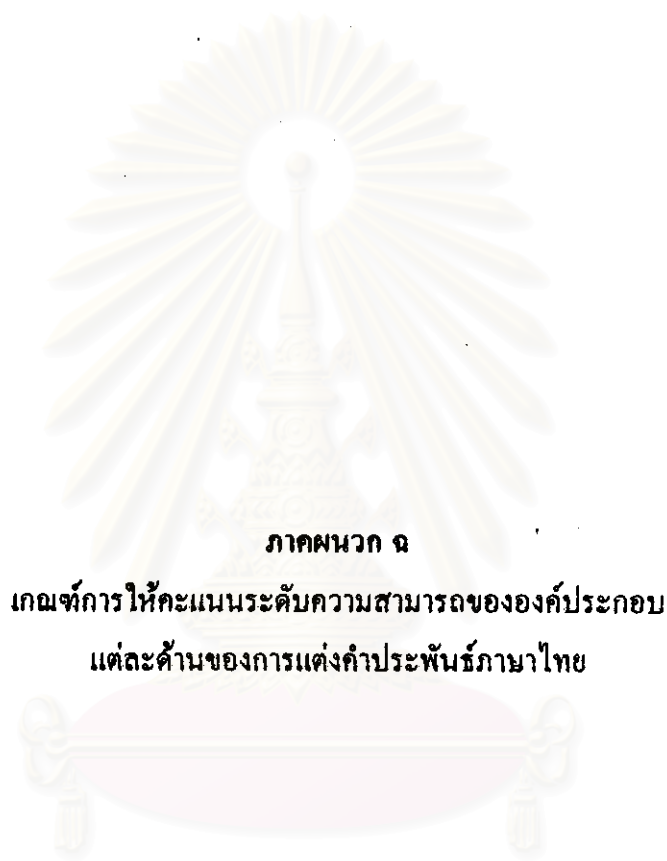 ภาคผนวก ฉ
เกณฑ์การให้คะแนนระดับความสามารถขององค์ประกอบ
แต่ละด้านของการแต่งคำประพันธ์ภาษาไทย